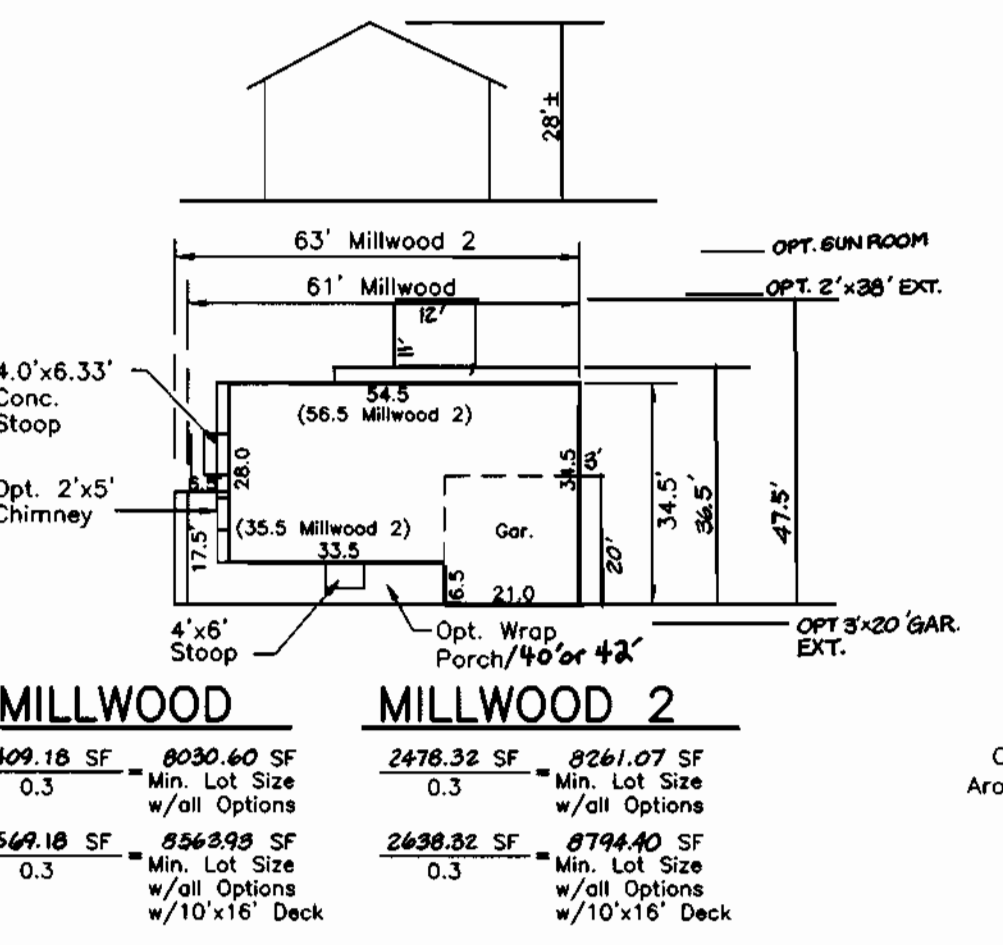 28'±
63' Millwood 2
OPT. SUN ROOM
61' Millwood
OPT. 2'x38' EXT.
12'
11'
4.0'x6.33'
Conc.
Stoop
54.5
(56.5 Millwood 2)
28.0
34.5
34.5'
36.5'
47.5'
Opt. 2'x5'
Chimney
17.5'
(35.5 Millwood 2)
33.5
Gar.
20'
6.5
21.0
4'x6'
Stoop
Opt. Wrap
Porch/40' or 42'
OPT 3'x20' GAR.
EXT.
MILLWOOD
409.18 SF
0.3
= 8030.60 SF
Min. Lot Size
w/all Options
569.18 SF
0.3
= 8563.93 SF
Min. Lot Size
w/all Options
w/10'x16' Deck
MILLWOOD 2
2478.32 SF
0.3
= 8261.07 SF
Min. Lot Size
w/all Options
2638.32 SF
0.3
= 8794.40 SF
Min. Lot Size
w/all Options
w/10'x16' Deck